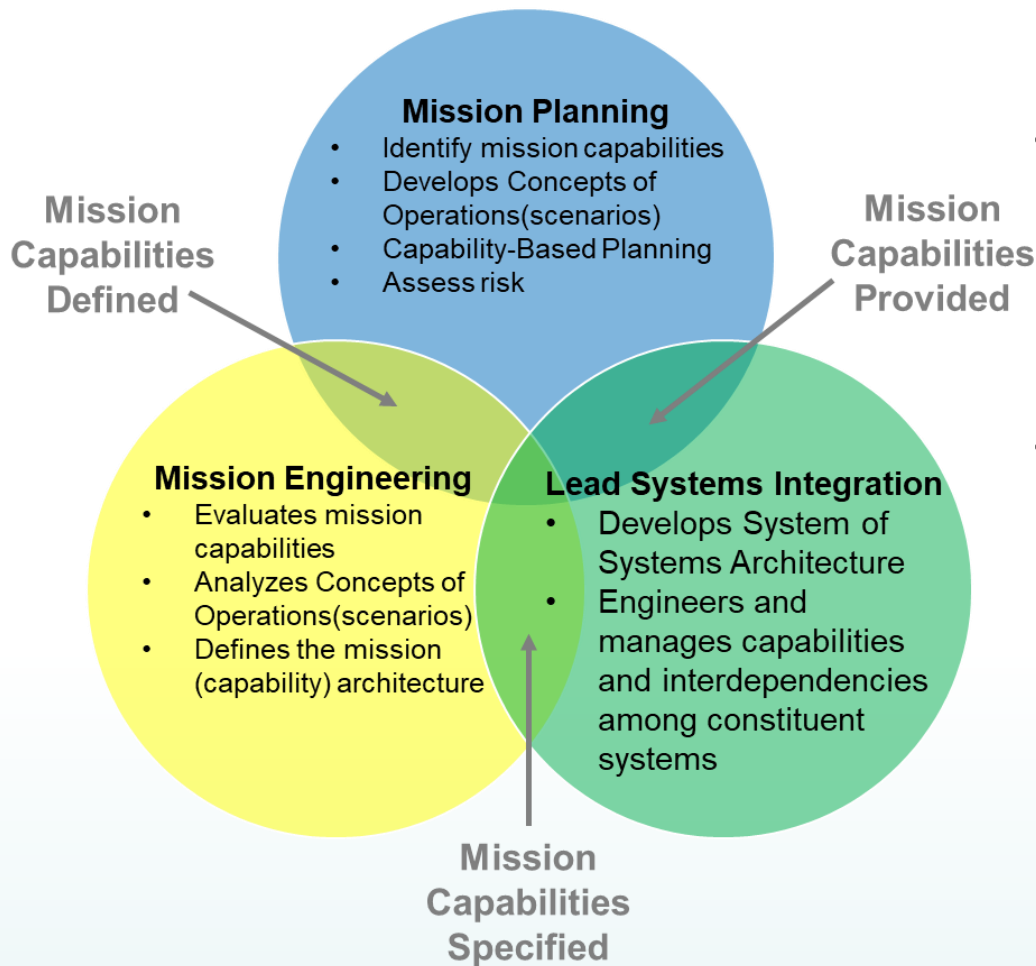 Mission Planning
• Identify mission capabilities
• Develops Concepts of
Operations(scenarios)
• Capability-Based Planning
• Assess risk
Mission
Capabilities
Defined
Mission
Capabilities
Provided
Mission Engineering
• Evaluates mission
capabilities
• Analyzes Concepts of
Operations(scenarios)
• Defines the mission
(capability) architecture
Lead Systems Integration
• Develops System of
Systems Architecture
• Engineers and
manages capabilities
and interdependencies
among constituent
systems
Mission
Capabilities
Specified